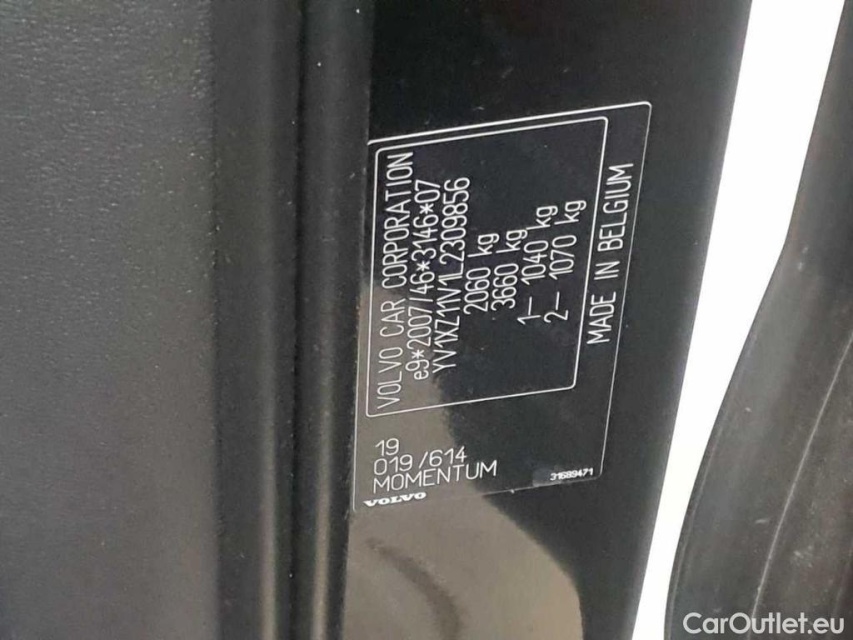 VOLVO CAR CORPORATION
e9*2007/46*3146*07
YV1XZ11V1L2309856
2060 kg
3660 kg
1– 1040 kg
2– 1070 kg
MADE IN BELGIUM
19
019/614
MOMENTUM
VOLVO
31689471
CarOutlet.eu